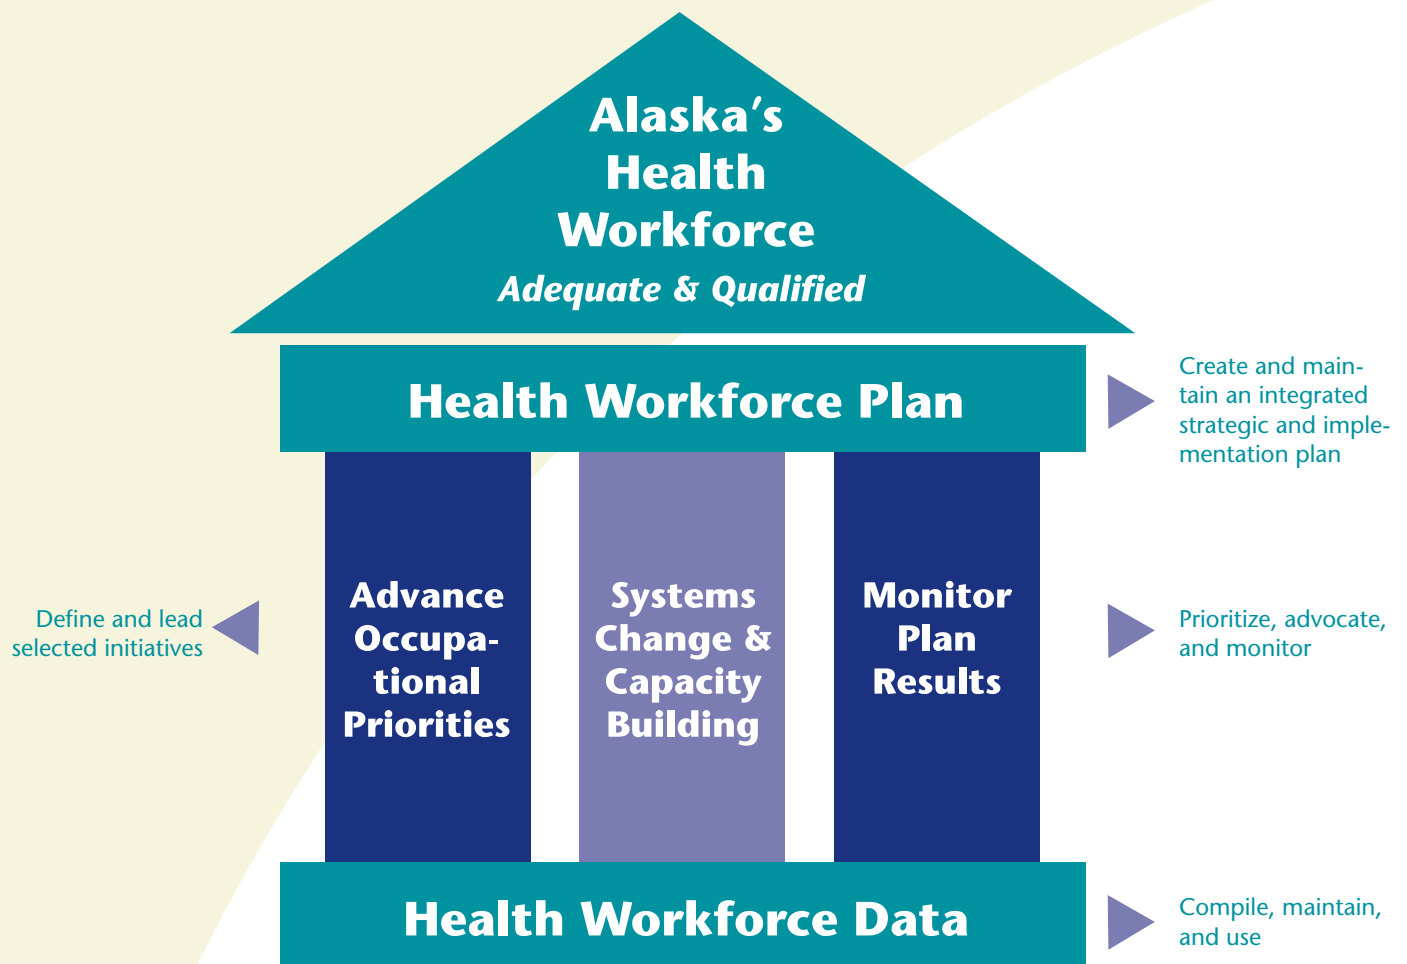 Alaska's
Health
Workforce
Adequate & Qualified
Health Workforce Plan
Create and main-
tain an integrated
strategic and imple-
mentation plan
Define and lead
selected initiatives
Advance
Occupa-
tional
Priorities
Systems
Change &
Capacity
Building
Monitor
Plan
Results
Prioritize, advocate,
and monitor
Health Workforce Data
Compile, maintain,
and use